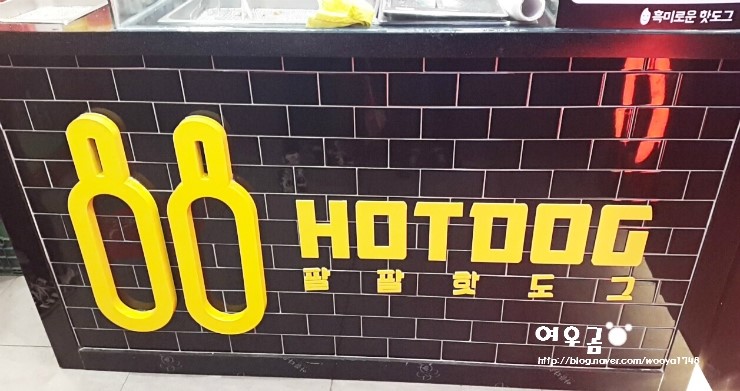 흑미로운 핫도그
88 HOTDOG
팔팔핫도그
여우곰
http://blog.naver.com/wooya1748